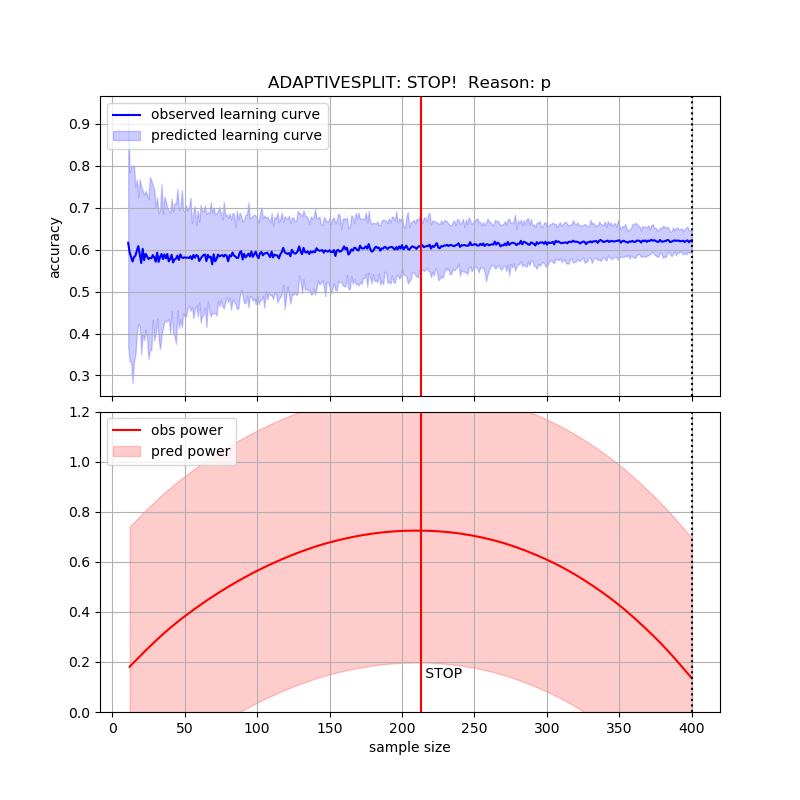 ADAPTIVESPLIT: STOP!  Reason: p
observed learning curve
predicted learning curve
0.9
0.8
0.7
0.6
0.5
0.4
0.3
accuracy
obs power
pred power
1.2
1.0
0.8
0.6
0.4
0.2
0.0
STOP
0 50 100 150 200 250 300 350 400
sample size